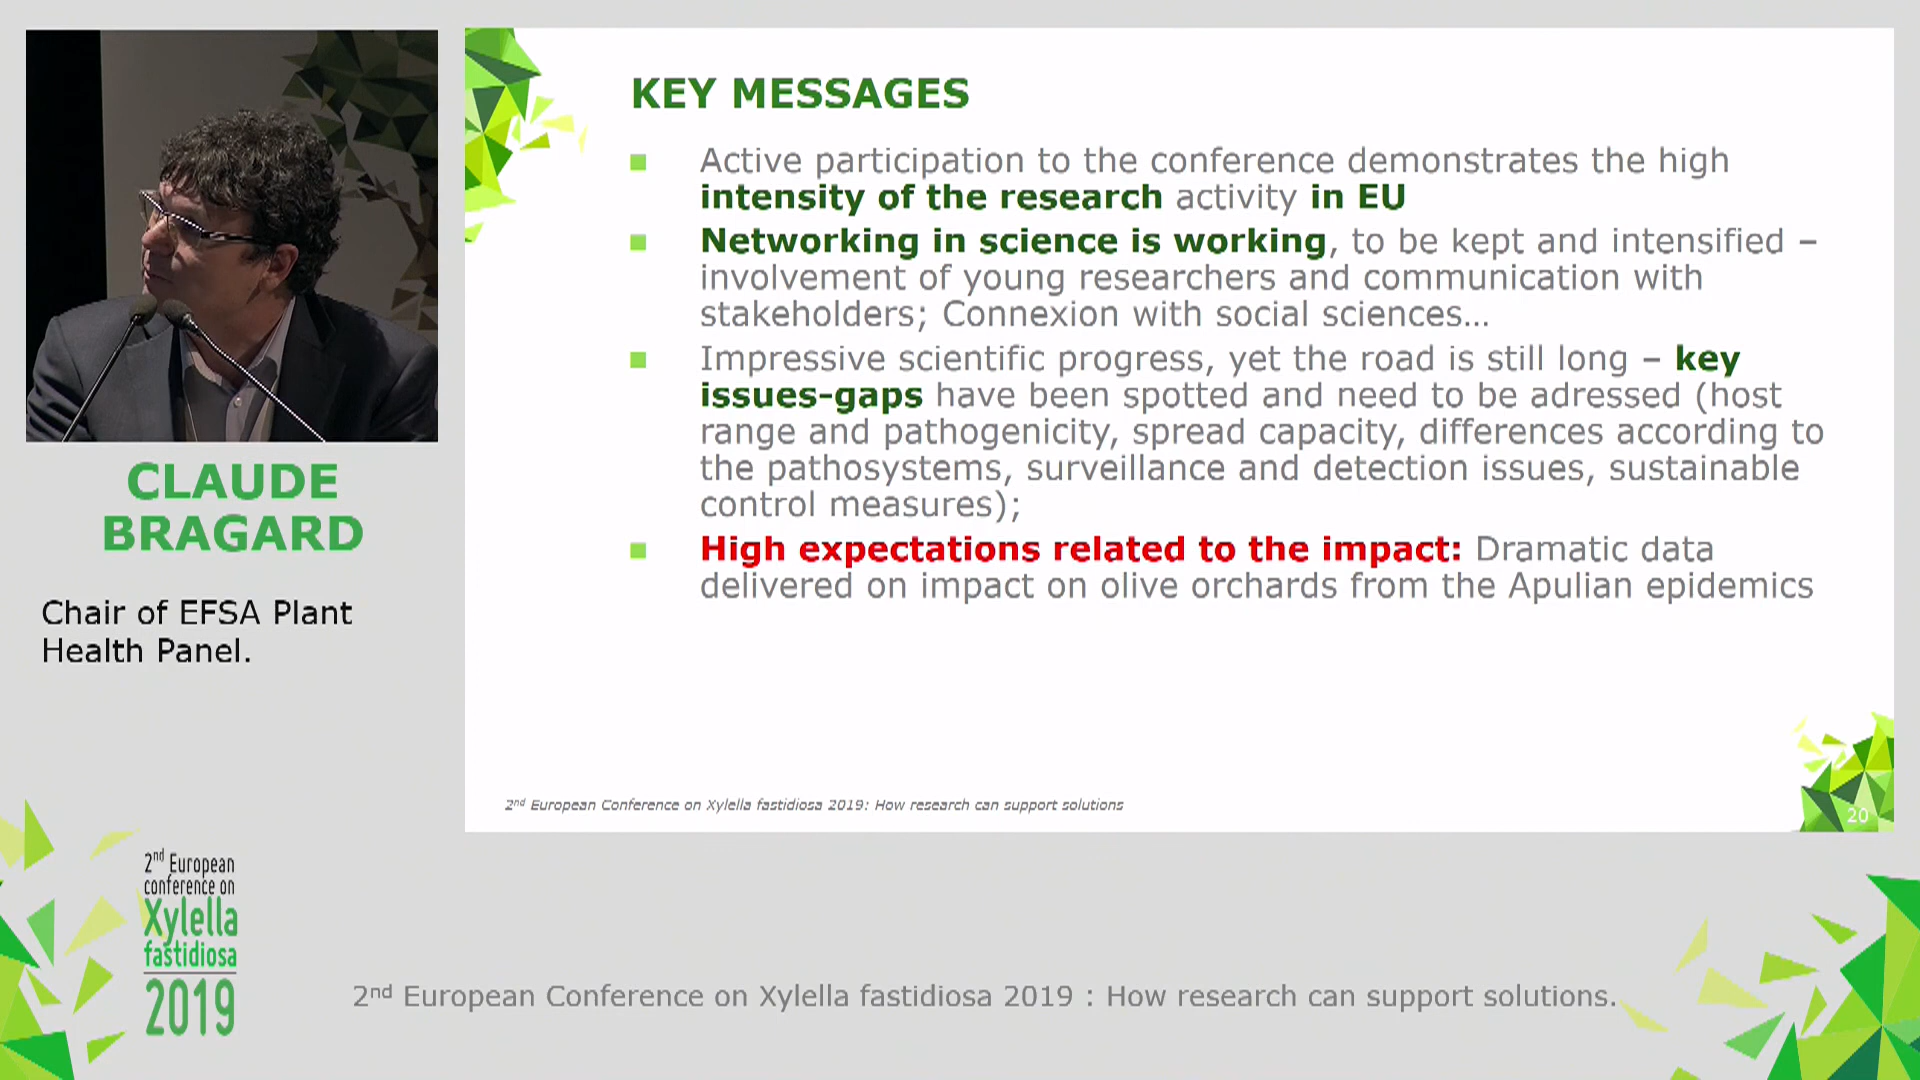 KEY MESSAGES
Active participation to the conference demonstrates the high
intensity of the research activity in EU
Networking in science is working, to be kept and intensified –
involvement of young researchers and communication with
stakeholders; Connexion with social sciences...
Impressive scientific progress, yet the road is still long – key
issues-gaps have been spotted and need to be adressed (host
range and pathogenicity, spread capacity, differences according to
the pathosystems, surveillance and detection issues, sustainable
control measures);
High expectations related to the impact: Dramatic data
delivered on impact on olive orchards from the Apulian epidemics
2nd European Conference on Xylella fastidiosa 2019: How research can support solutions
20
CLAUDE
BRAGARD
Chair of EFSA Plant
Health Panel.
2nd European
conference on
Xylella
fastidiosa
2019
2nd European Conference on Xylella fastidiosa 2019 : How research can support solutions.